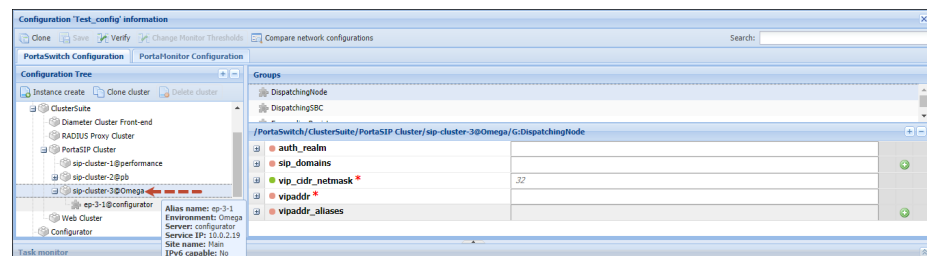 Configuration 'Test_config' information
Clone Save Verify Change Monitor Thresholds Compare network configurations Search:
PortaSwitch Configuration PortaMonitor Configuration
Configuration Tree
Instance create Clone cluster Delete cluster
ClusterSuite
Diameter Cluster Front-end
RADIUS Proxy Cluster
PortaSIP Cluster
sip-cluster-1@performance
sip-cluster-2@pb
sip-cluster-3@Omega
ep-3-1@configurator
Web Cluster
Configurator
Alias name: ep-3-1
Environment: Omega
Server: configurator
Service IP: 10.0.2.19
Site name: Main
IPv6 capable: No
Groups
DispatchingNode
DispatchingSBC
/PortaSwitch/ClusterSuite/PortaSIP Cluster/sip-cluster-3@Omega/G:DispatchingNode
auth_realm
sip_domains
vip_cidr_netmask * 32
vipaddr *
vipaddr_aliases
Task monitor